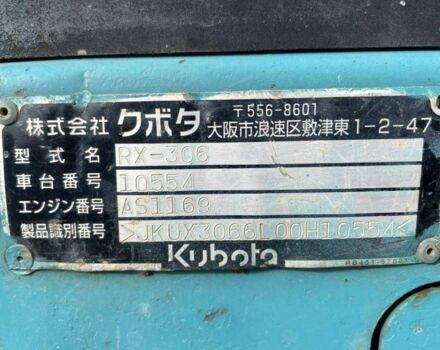 株式会社 クボタ 〒556-8601
大阪市浪速区敷津東1-2-47
型式名 RX-306
車台番号 10554
エンジン番号 AS1169
製品識別番号 >JKUX3066L00H10554<
Kubota